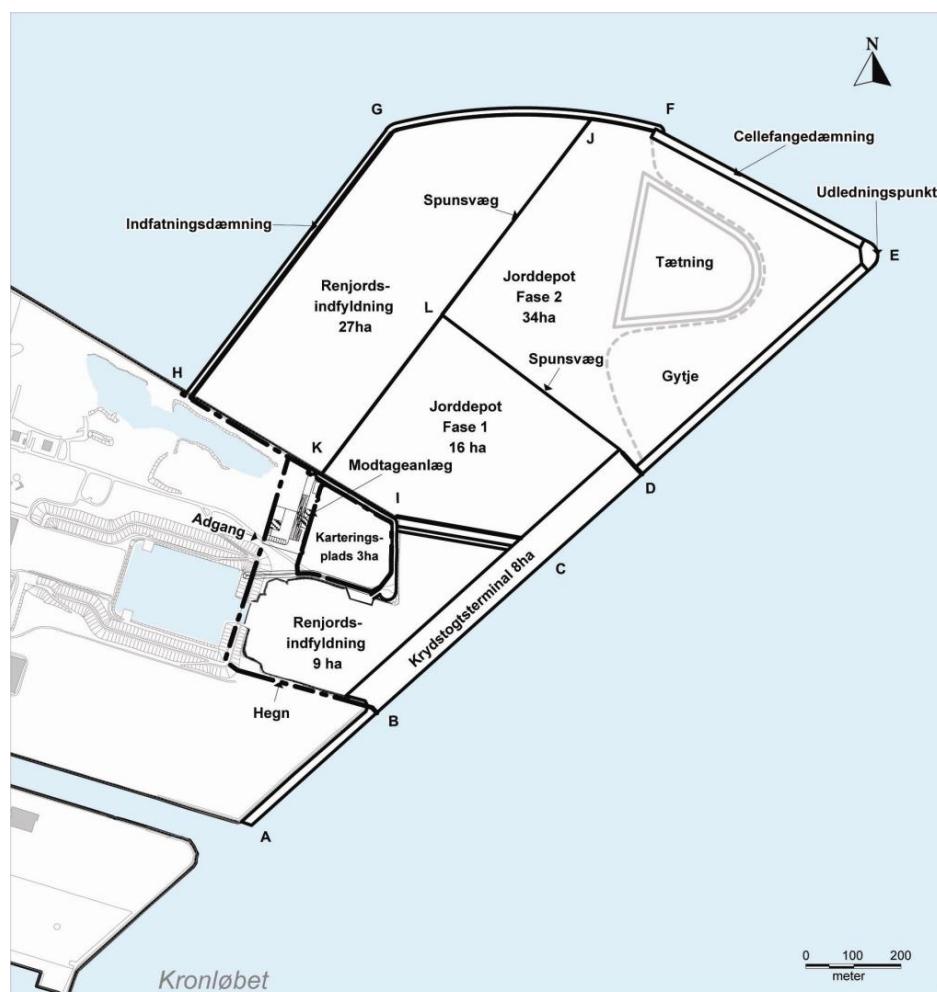 N
G
F
J
Cellefangedæmning
Udledningspunkt
E
Spunsvæg
Indfatningsdæmning
Tætning
Renjords-
indfyldning
27ha
Jorddepot
Fase 2
34ha
L
Spunsvæg
Gytje
H
Jorddepot
Fase 1
16 ha
K
Modtageanlæg
I
D
Adgang
Karterings-
plads 3ha
C
Krydstogtsterminal 8ha
Renjords-
indfyldning
9 ha
Hegn
B
A
0 100 200
meter
Kronløbet